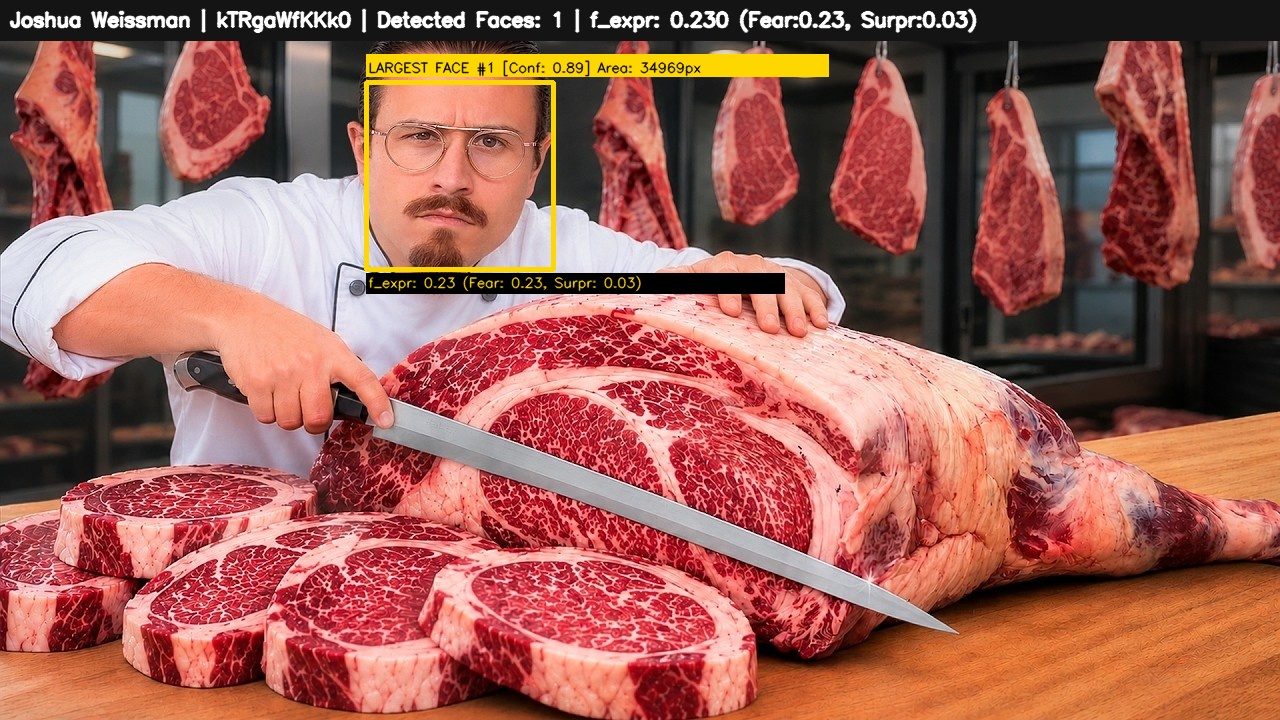 Joshua Weissman | kTRgaWfKKk0 | Detected Faces: 1 | f_expr: 0.230 (Fear:0.23, Surpr:0.03)
LARGEST FACE #1 [Conf: 0.89] Area: 34969px
f_expr: 0.23 (Fear: 0.23, Surpr: 0.03)